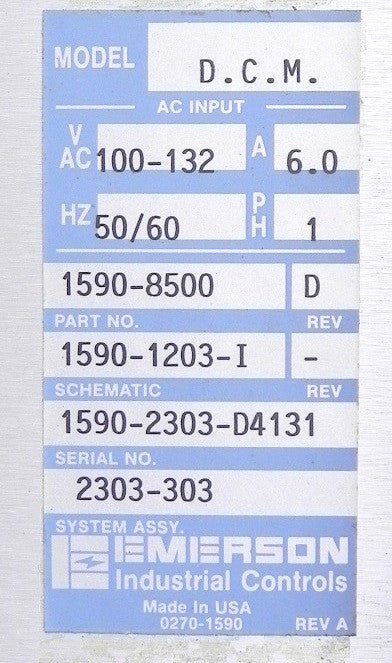 MODEL D.C.M.
AC INPUT
V AC 100-132 A 6.0
HZ 50/60 PH 1
1590-8500 D
PART NO. REV
1590-1203-I -
SCHEMATIC REV
1590-2303-D4131
SERIAL NO.
2303-303
SYSTEM ASSY.
EMERSON
Industrial Controls
Made in USA
0270-1590 REV A